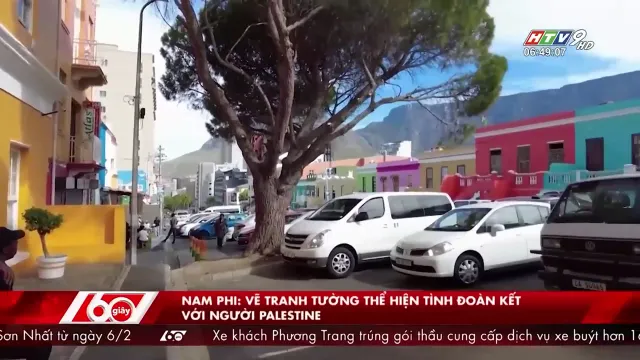 HTV9 HD
06:49:07
Atlas
60 giây
NAM PHI: VẼ TRANH TƯỜNG THỂ HIỆN TÌNH ĐOÀN KẾT
VỚI NGƯỜI PALESTINE
Sơn Nhất từ ngày 6/2
Xe khách Phương Trang trúng gói thầu cung cấp dịch vụ xe buýt hơn 1